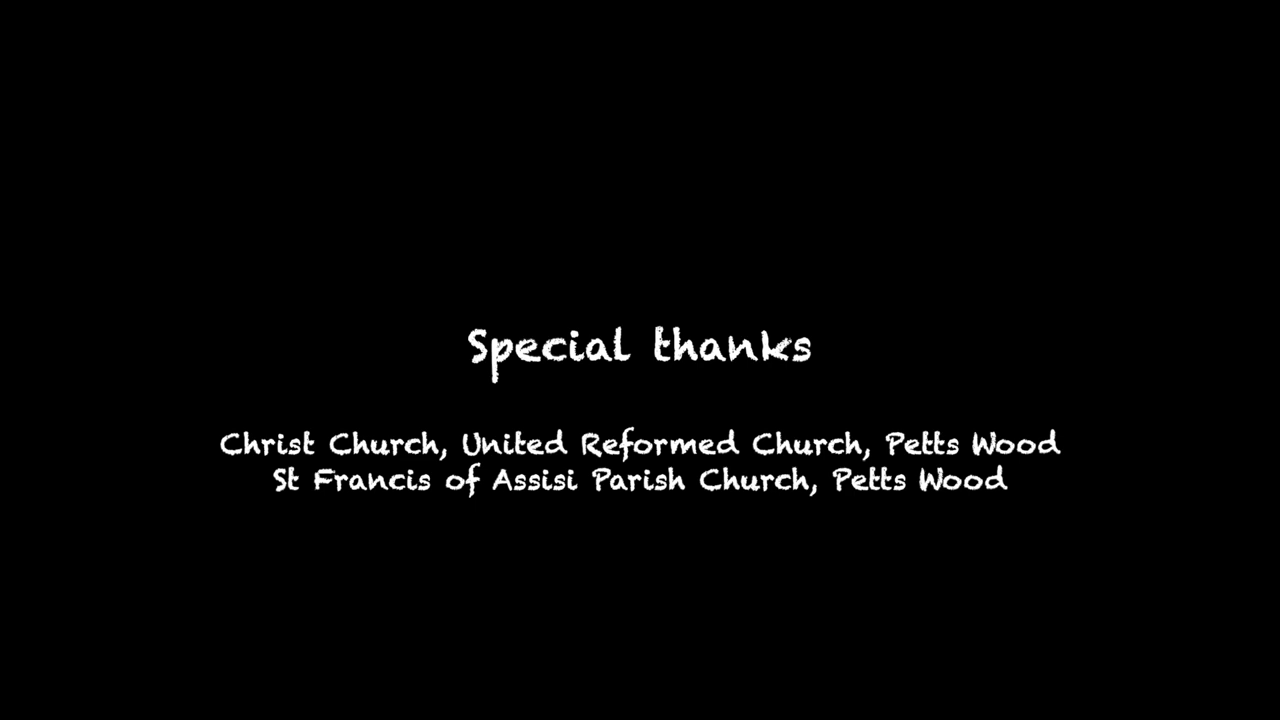 Special thanks
Christ Church, United Reformed Church, Petts Wood
St Francis of Assisi Parish Church, Petts Wood